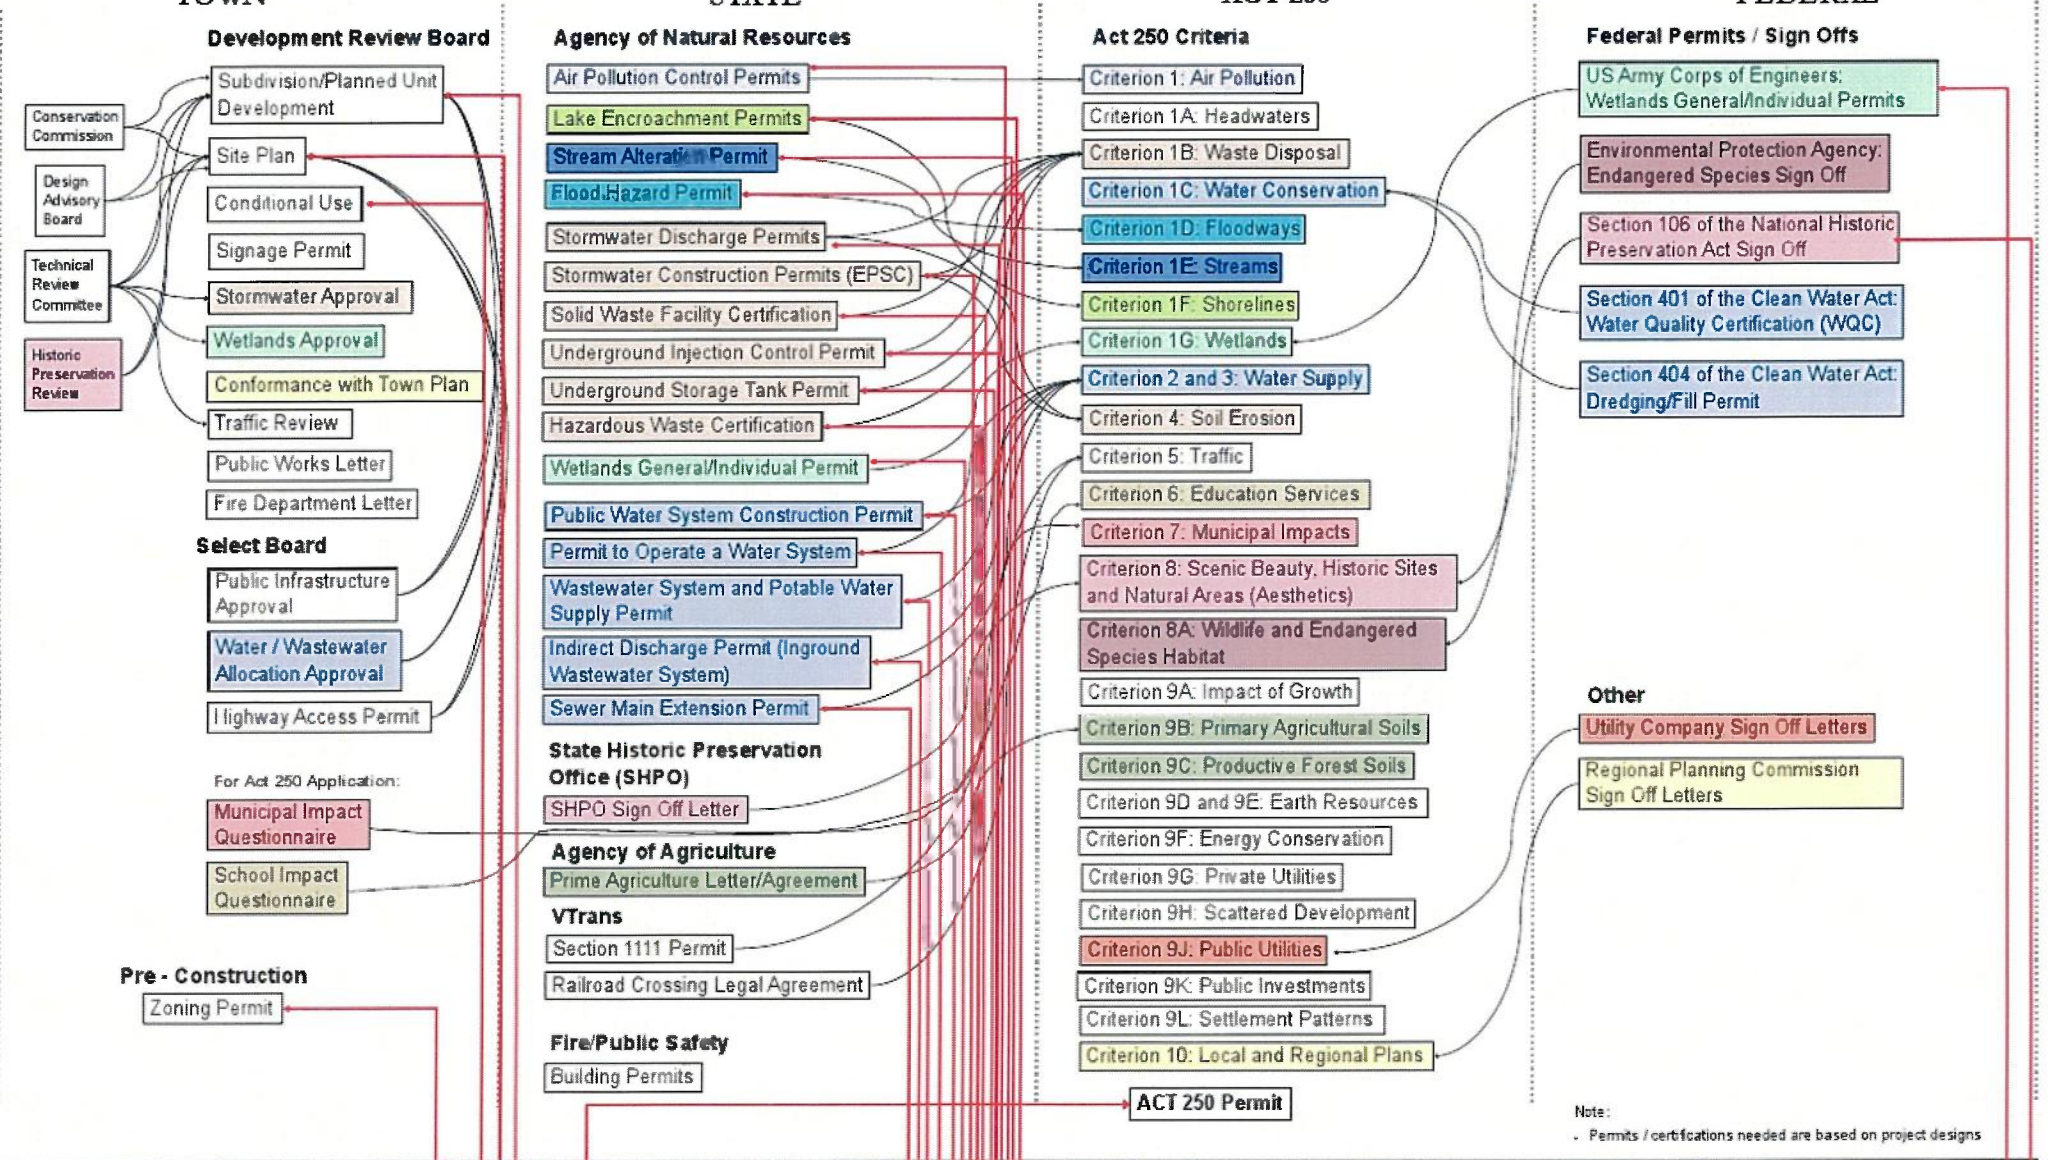 TOWN
STATE
ACT 250
FEDERAL
Development Review Board
Subdivision/Planned Unit
Development
Conservation
Commission
Site Plan
Design
Advisory
Board
Conditional Use
Signage Permit
Technical
Review
Committee
Stormwater Approval
Wetlands Approval
Historic
Preservation
Review
Conformance with Town Plan
Traffic Review
Public Works Letter
Fire Department Letter
Select Board
Public Infrastructure
Approval
Water / Wastewater
Allocation Approval
Highway Access Permit
For Act 250 Application:
Municipal Impact
Questionnaire
School Impact
Questionnaire
Pre - Construction
Zoning Permit
Agency of Natural Resources
Air Pollution Control Permits
Lake Encroachment Permits
Stream Alteration Permit
Flood Hazard Permit
Stormwater Discharge Permits
Stormwater Construction Permits (EPSC)
Solid Waste Facility Certification
Underground Injection Control Permit
Underground Storage Tank Permit
Hazardous Waste Certification
Wetlands General/Individual Permit
Public Water System Construction Permit
Permit to Operate a Water System
Wastewater System and Potable Water
Supply Permit
Indirect Discharge Permit (Inground
Wastewater System)
Sewer Main Extension Permit
State Historic Preservation
Office (SHPO)
SHPO Sign Off Letter
Agency of Agriculture
Prime Agriculture Letter/Agreement
VTrans
Section 1111 Permit
Railroad Crossing Legal Agreement
Fire/Public Safety
Building Permits
Act 250 Criteria
Criterion 1: Air Pollution
Criterion 1A: Headwaters
Criterion 1B: Waste Disposal
Criterion 1C: Water Conservation
Criterion 1D: Floodways
Criterion 1E: Streams
Criterion 1F: Shorelines
Criterion 1G: Wetlands
Criterion 2 and 3: Water Supply
Criterion 4: Soil Erosion
Criterion 5: Traffic
Criterion 6: Education Services
Criterion 7: Municipal Impacts
Criterion 8: Scenic Beauty, Historic Sites
and Natural Areas (Aesthetics)
Criterion 8A: Wildlife and Endangered
Species Habitat
Criterion 9A: Impact of Growth
Criterion 9B: Primary Agricultural Soils
Criterion 9C: Productive Forest Soils
Criterion 9D and 9E: Earth Resources
Criterion 9F: Energy Conservation
Criterion 9G: Private Utilities
Criterion 9H: Scattered Development
Criterion 9J: Public Utilities
Criterion 9K: Public Investments
Criterion 9L: Settlement Patterns
Criterion 10: Local and Regional Plans
ACT 250 Permit
Federal Permits / Sign Offs
US Army Corps of Engineers:
Wetlands General/Individual Permits
Environmental Protection Agency:
Endangered Species Sign Off
Section 106 of the National Historic
Preservation Act Sign Off
Section 401 of the Clean Water Act:
Water Quality Certification (WQC)
Section 404 of the Clean Water Act:
Dredging/Fill Permit
Other
Utility Company Sign Off Letters
Regional Planning Commission
Sign Off Letters
Note:
- Permits / certifcations needed are based on project designs